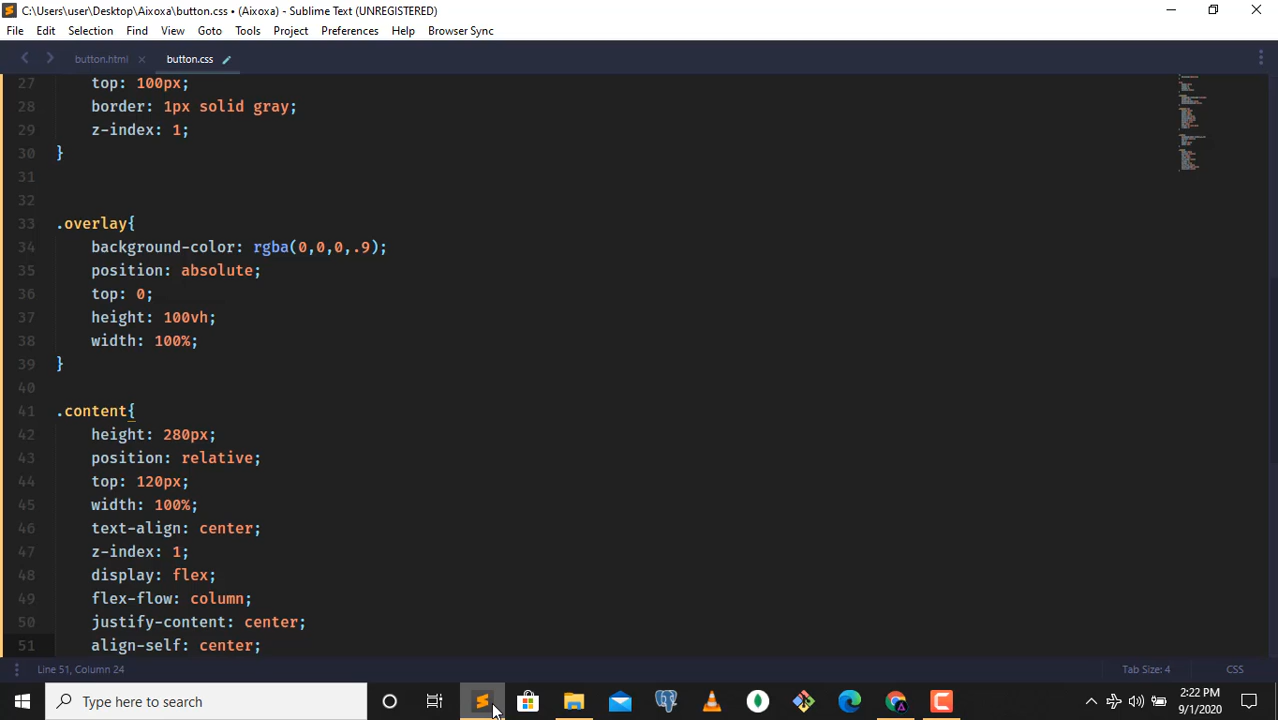 C:\Users\user\Desktop\Aixoxa\button.css • (Aixoxa) - Sublime Text (UNREGISTERED)
File Edit Selection Find View Goto Tools Project Preferences Help Browser Sync
button.html button.css
27 top: 100px;
28 border: 1px solid gray;
29 z-index: 1;
30 }
31
32
33 .overlay{
34 background-color: rgba(0,0,0,.9);
35 position: absolute;
36 top: 0;
37 height: 100vh;
38 width: 100%;
39 }
40
41 .content{
42 height: 280px;
43 position: relative;
44 top: 120px;
45 width: 100%;
46 text-align: center;
47 z-index: 1;
48 display: flex;
49 flex-flow: column;
50 justify-content: center;
51 align-self: center;
Line 51, Column 24 Tab Size: 4 CSS
Type here to search
2:22 PM
9/1/2020